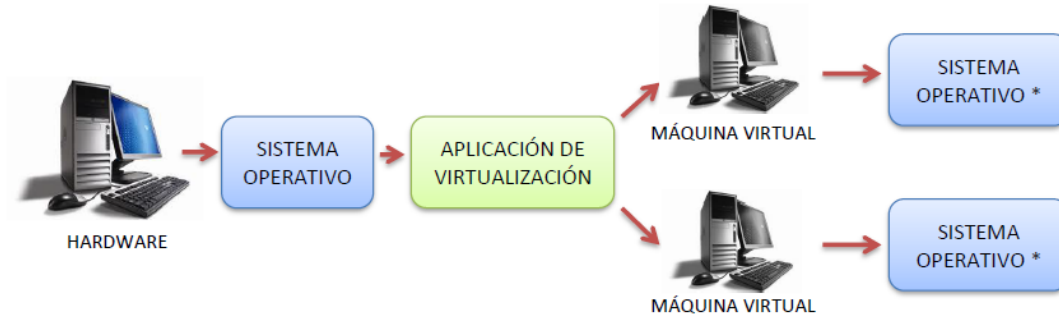 HARDWARE
SISTEMA
OPERATIVO
APLICACIÓN DE
VIRTUALIZACIÓN
MÁQUINA VIRTUAL
SISTEMA
OPERATIVO *
MÁQUINA VIRTUAL
SISTEMA
OPERATIVO *